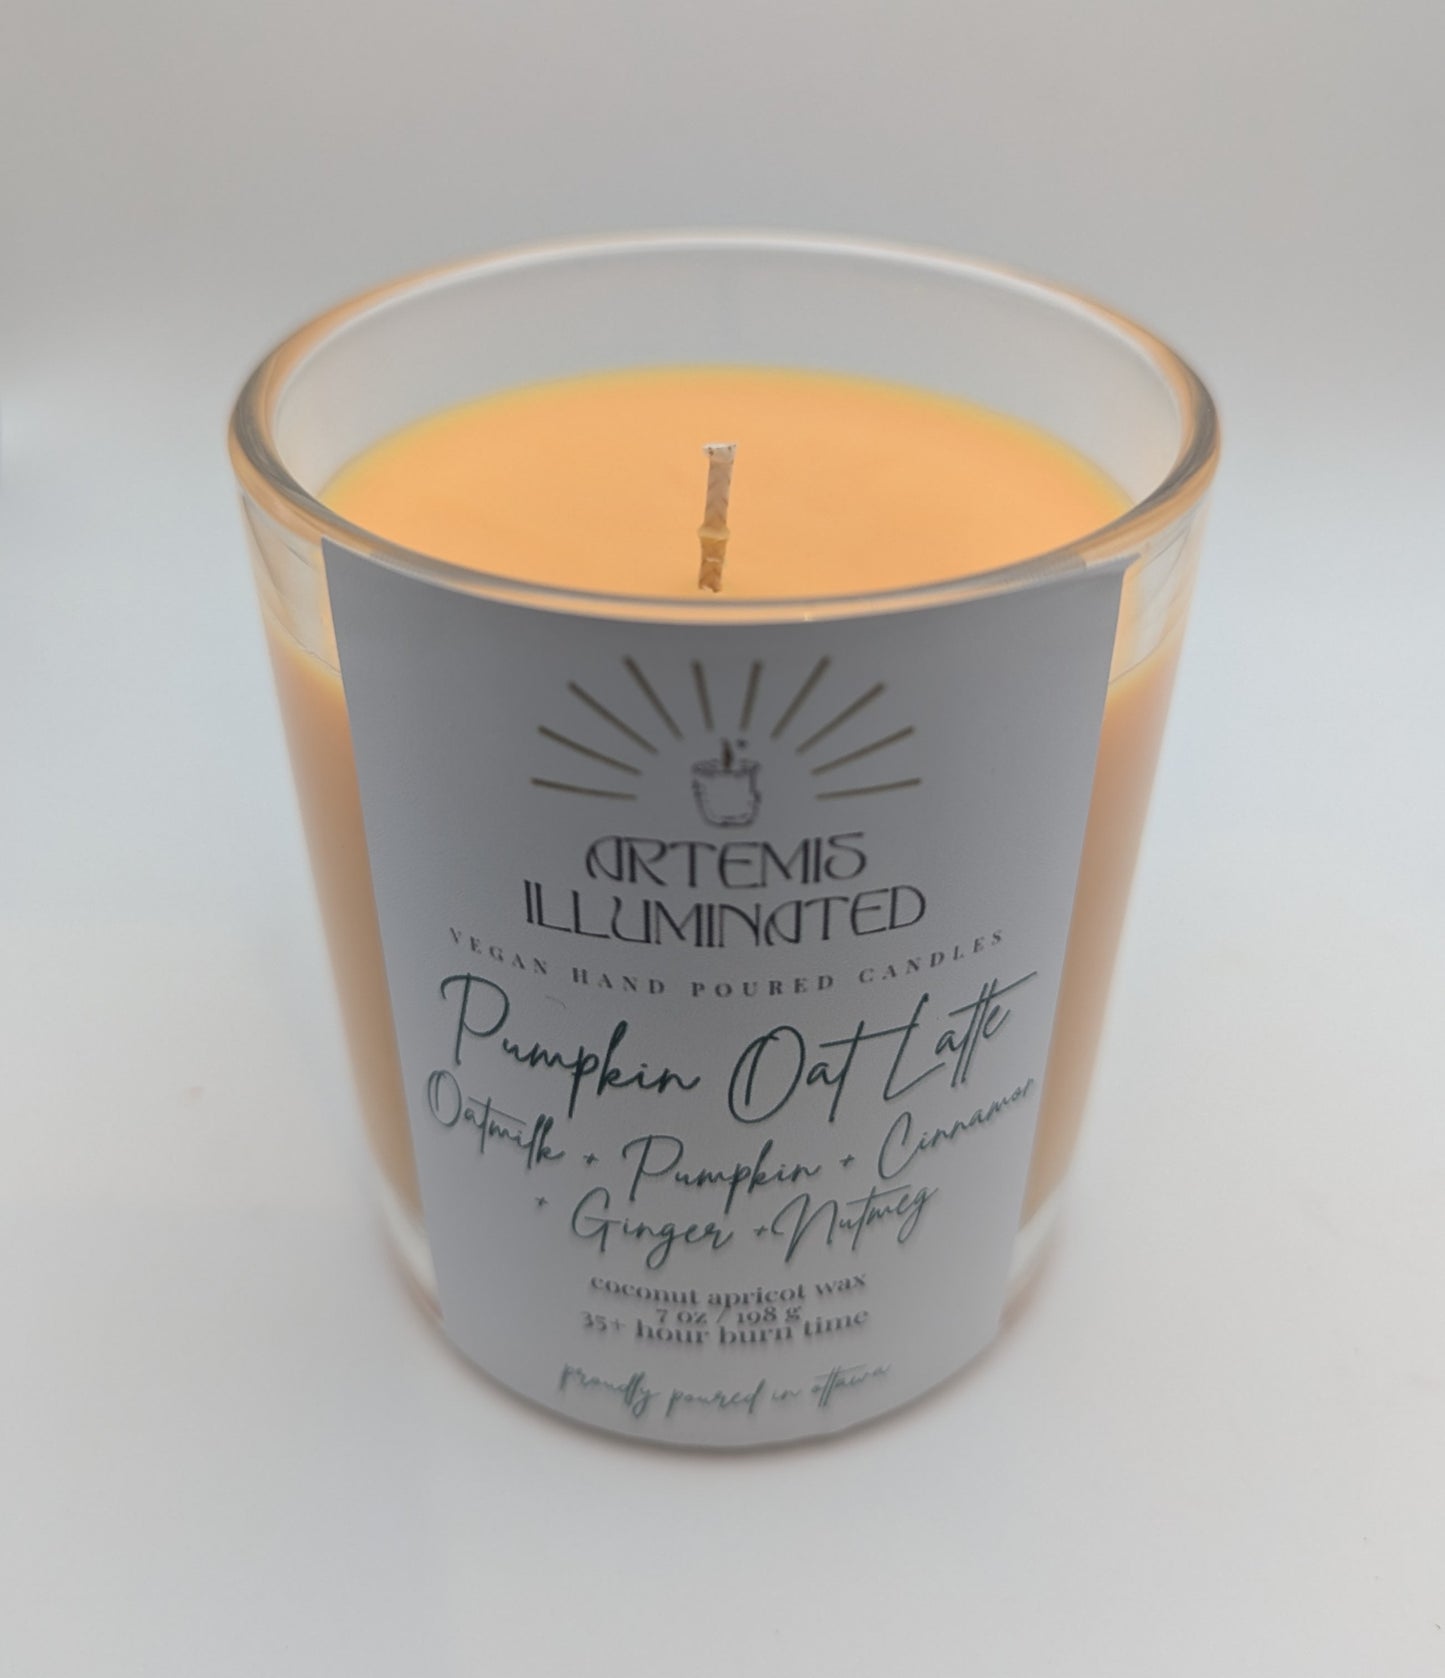 ARTEMIS
ILLUMINATED
VEGAN HAND POURED CANDLES
Pumpkin Oat Latte
Oatmilk + Pumpkin + Cinnamon
+ Ginger + Nutmeg
coconut apricot wax
7 oz / 198 g
35+ hour burn time
proudly poured in ottawa